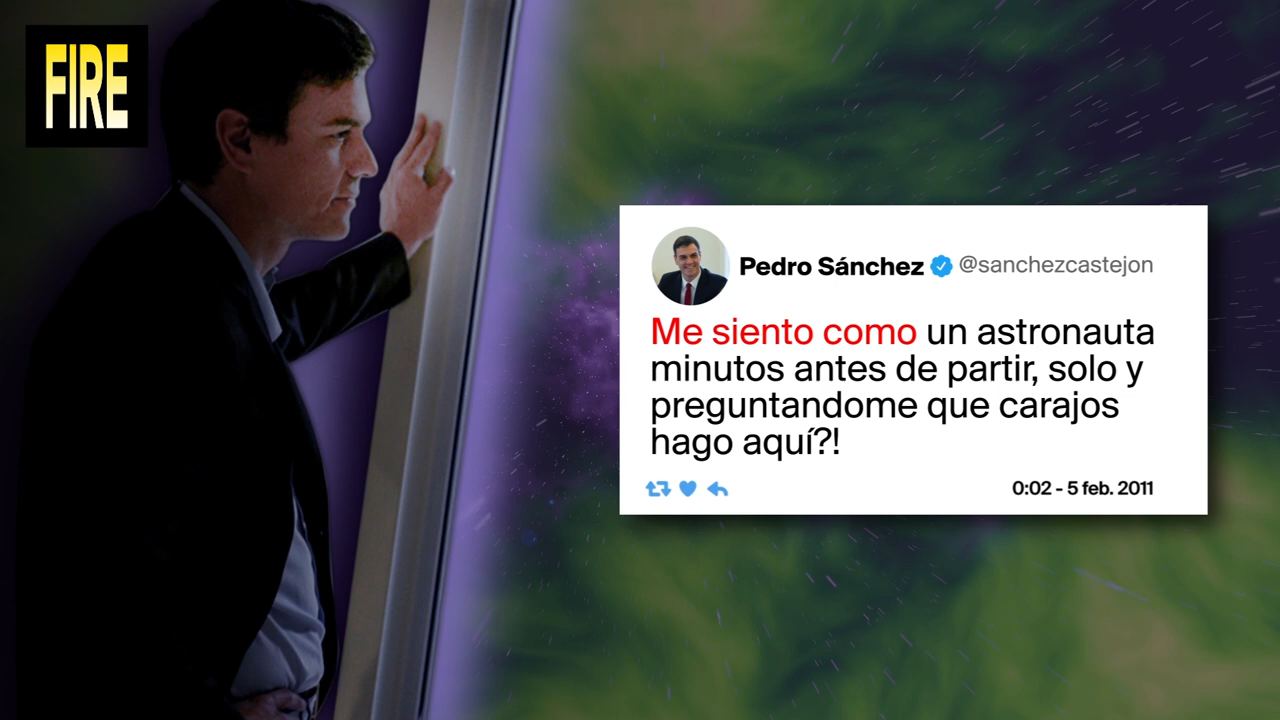 FIRE
Pedro Sánchez @sanchezcastejon
Me siento como un astronauta
minutos antes de partir, solo y
preguntandome que carajos
hago aquí?!
0:02 - 5 feb. 2011